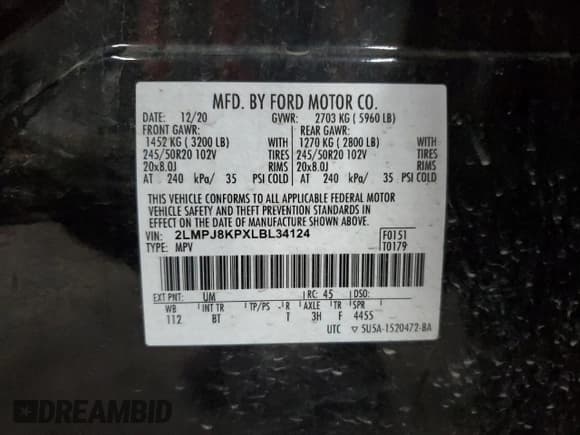 MFD. BY FORD MOTOR CO.
DATE: 12/20 GVWR: 2703 KG ( 5960 LB)
FRONT GAWR: REAR GAWR:
1452 KG ( 3200 LB) WITH 1270 KG ( 2800 LB) WITH
245/50R20 102V TIRES 245/50R20 102V TIRES
20x8.0J RIMS 20x8.0J RIMS
AT 240 kPa/ 35 PSI COLD AT 240 kPa/ 35 PSI COLD
THIS VEHICLE CONFORMS TO ALL APPLICABLE FEDERAL MOTOR
VEHICLE SAFETY AND THEFT PREVENTION STANDARDS IN
EFFECT ON THE DATE OF MANUFACTURE SHOWN ABOVE.
VIN: 2LMPJ8KPXLBL34124 F0151
TYPE: MPV T0179
EXT PNT: UM RC: 45 DSO:
WB INT TR TP/PS R AXLE TR SPR
112 BT T 3H F 4455
UTC ▽ 5U5A-1520472-BA
DREAMBID